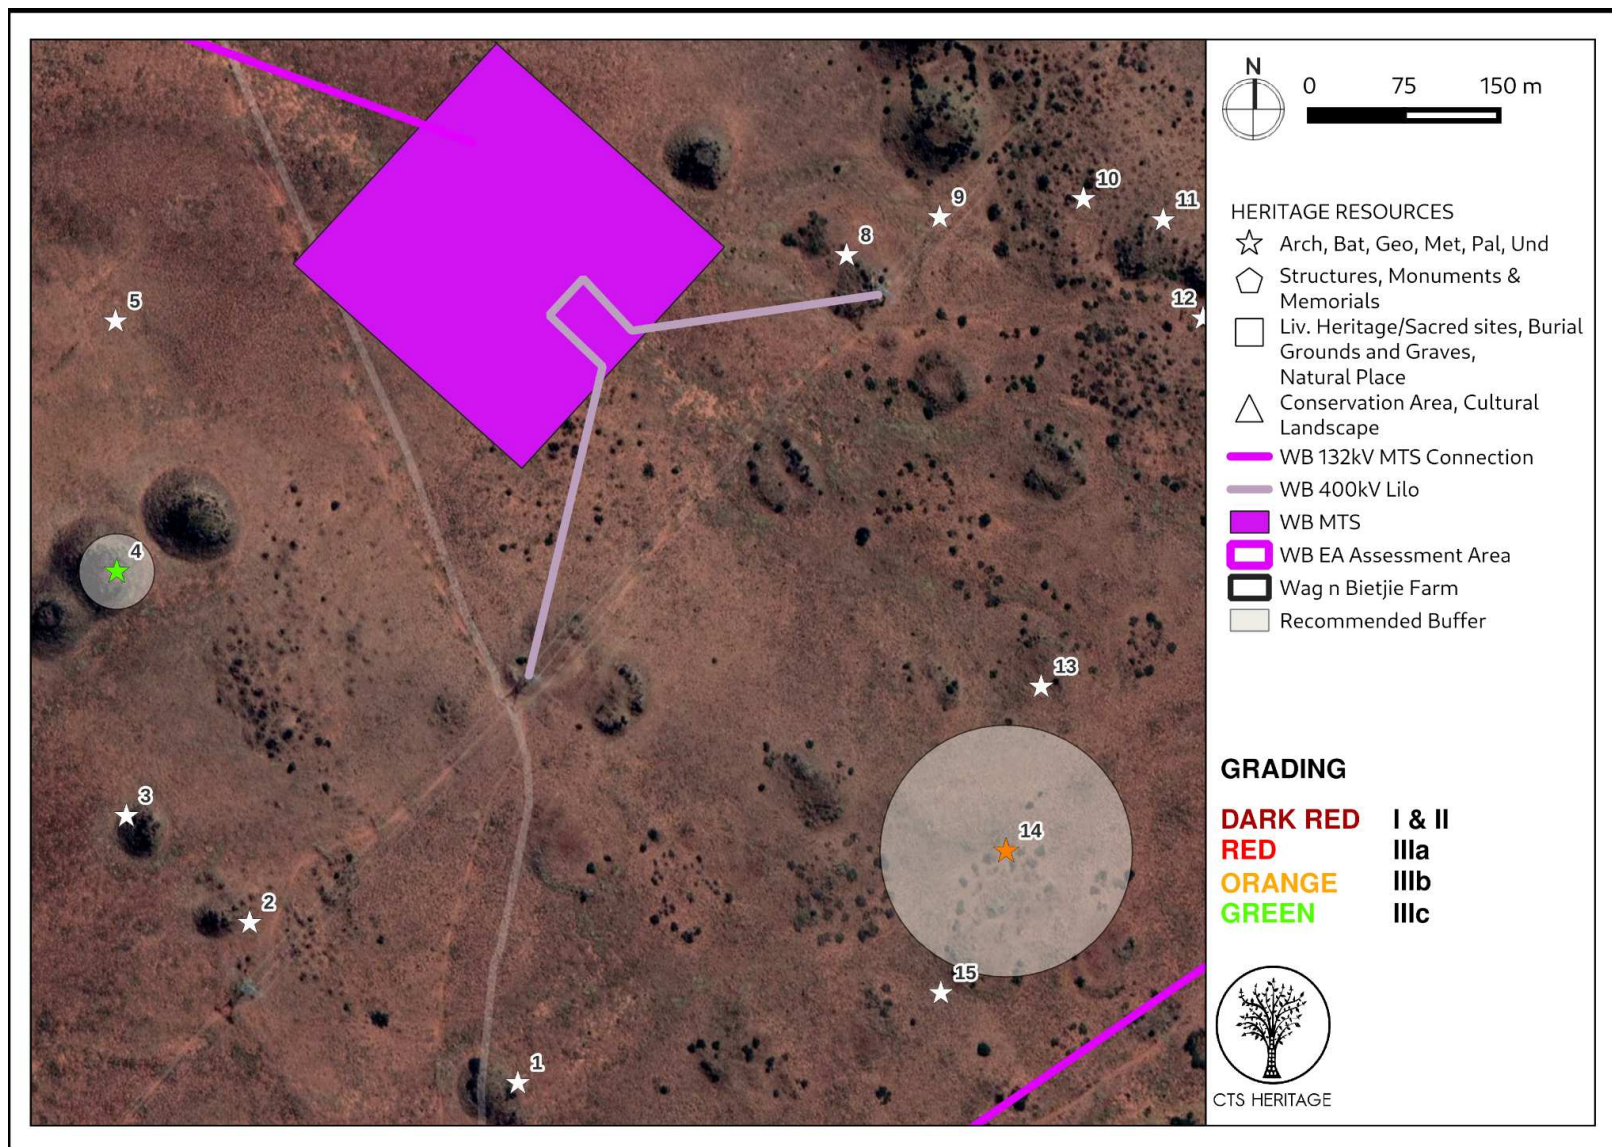 N
0 75 150 m
HERITAGE RESOURCES
Arch, Bat, Geo, Met, Pal, Und
Structures, Monuments &
Memorials
Liv. Heritage/Sacred sites, Burial
Grounds and Graves,
Natural Place
Conservation Area, Cultural
Landscape
WB 132kV MTS Connection
WB 400kV Lilo
WB MTS
WB EA Assessment Area
Wag n Bietjie Farm
Recommended Buffer
GRADING
DARK RED I & II
RED IIIa
ORANGE IIIb
GREEN IIIc
CTS HERITAGE
10
9
11
8
5
12
4
13
3
14
2
15
1